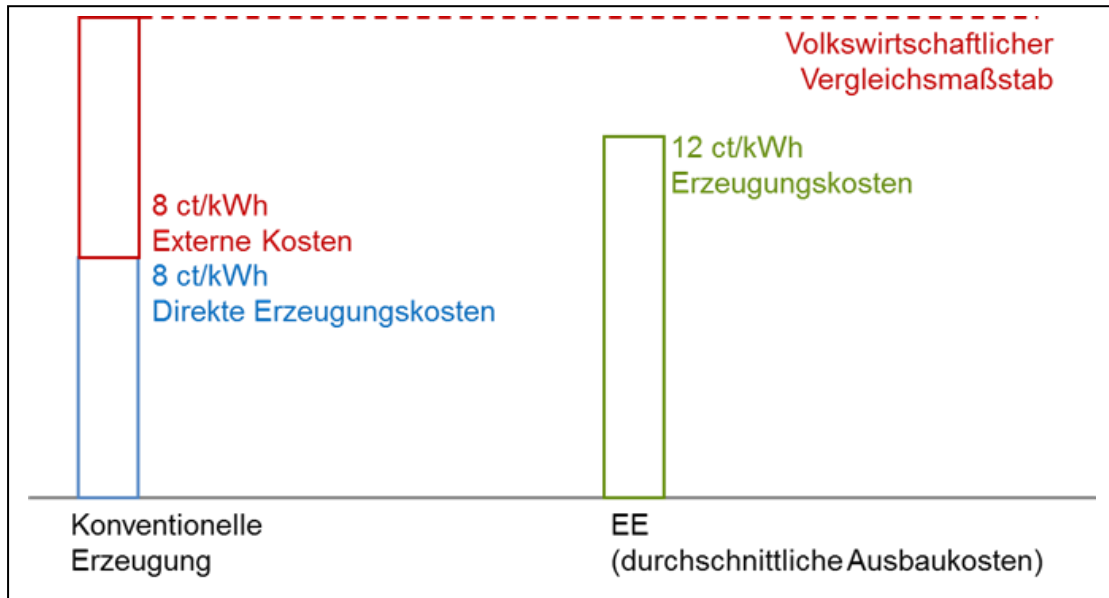 Volkswirtschaftlicher
Vergleichsmaßstab
12 ct/kWh
Erzeugungskosten
8 ct/kWh
Externe Kosten
8 ct/kWh
Direkte Erzeugungskosten
Konventionelle
Erzeugung
EE
(durchschnittliche Ausbaukosten)